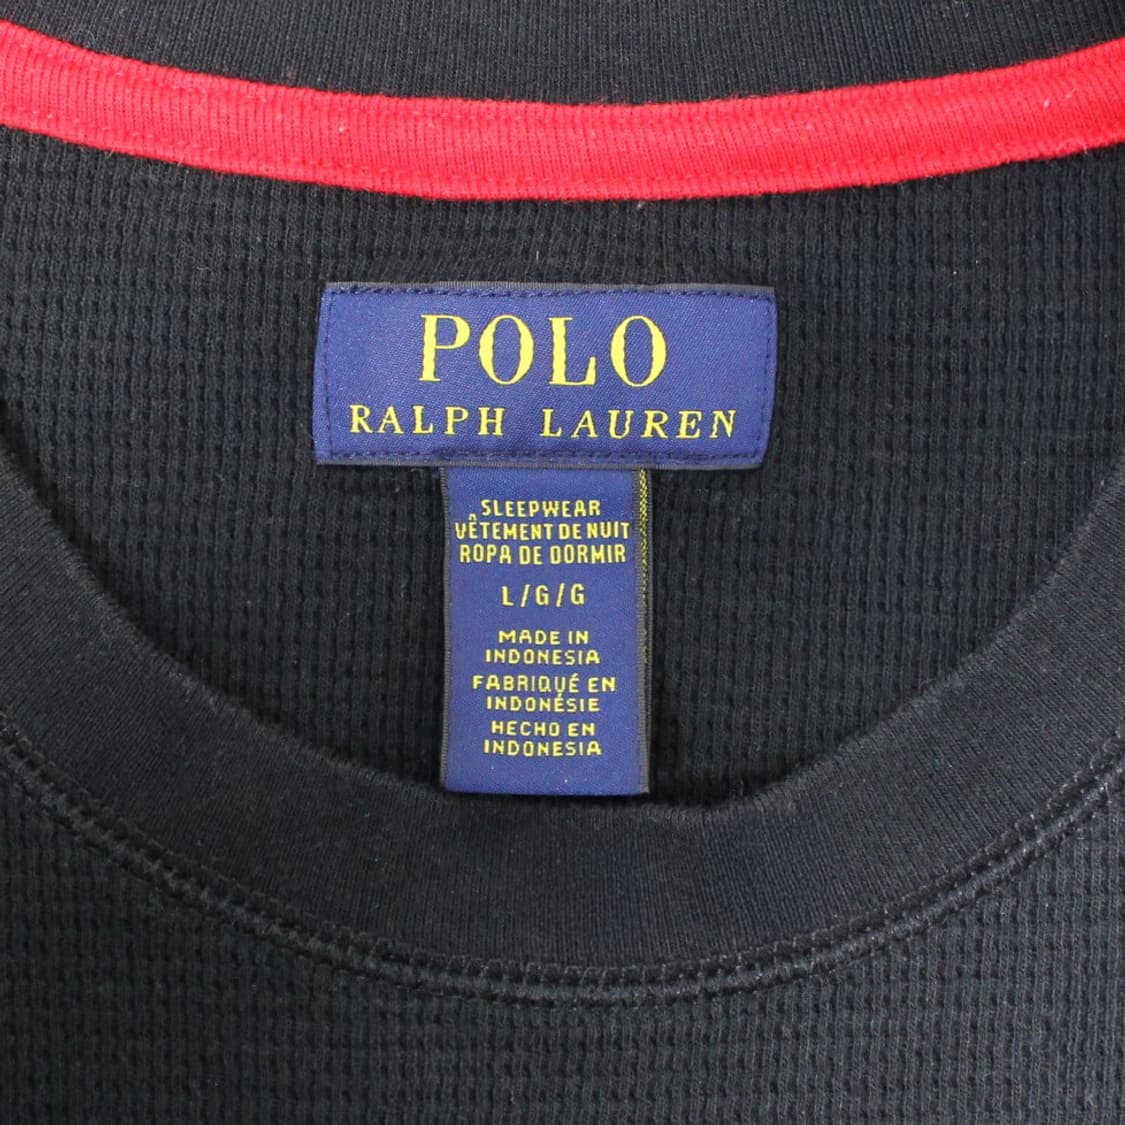 POLO
RALPH LAUREN
SLEEPWEAR
VÊTEMENT DE NUIT
ROPA DE DORMIR
L/G/G
MADE IN
INDONESIA
FABRIQUÉ EN
INDONÉSIE
HECHO EN
INDONESIA